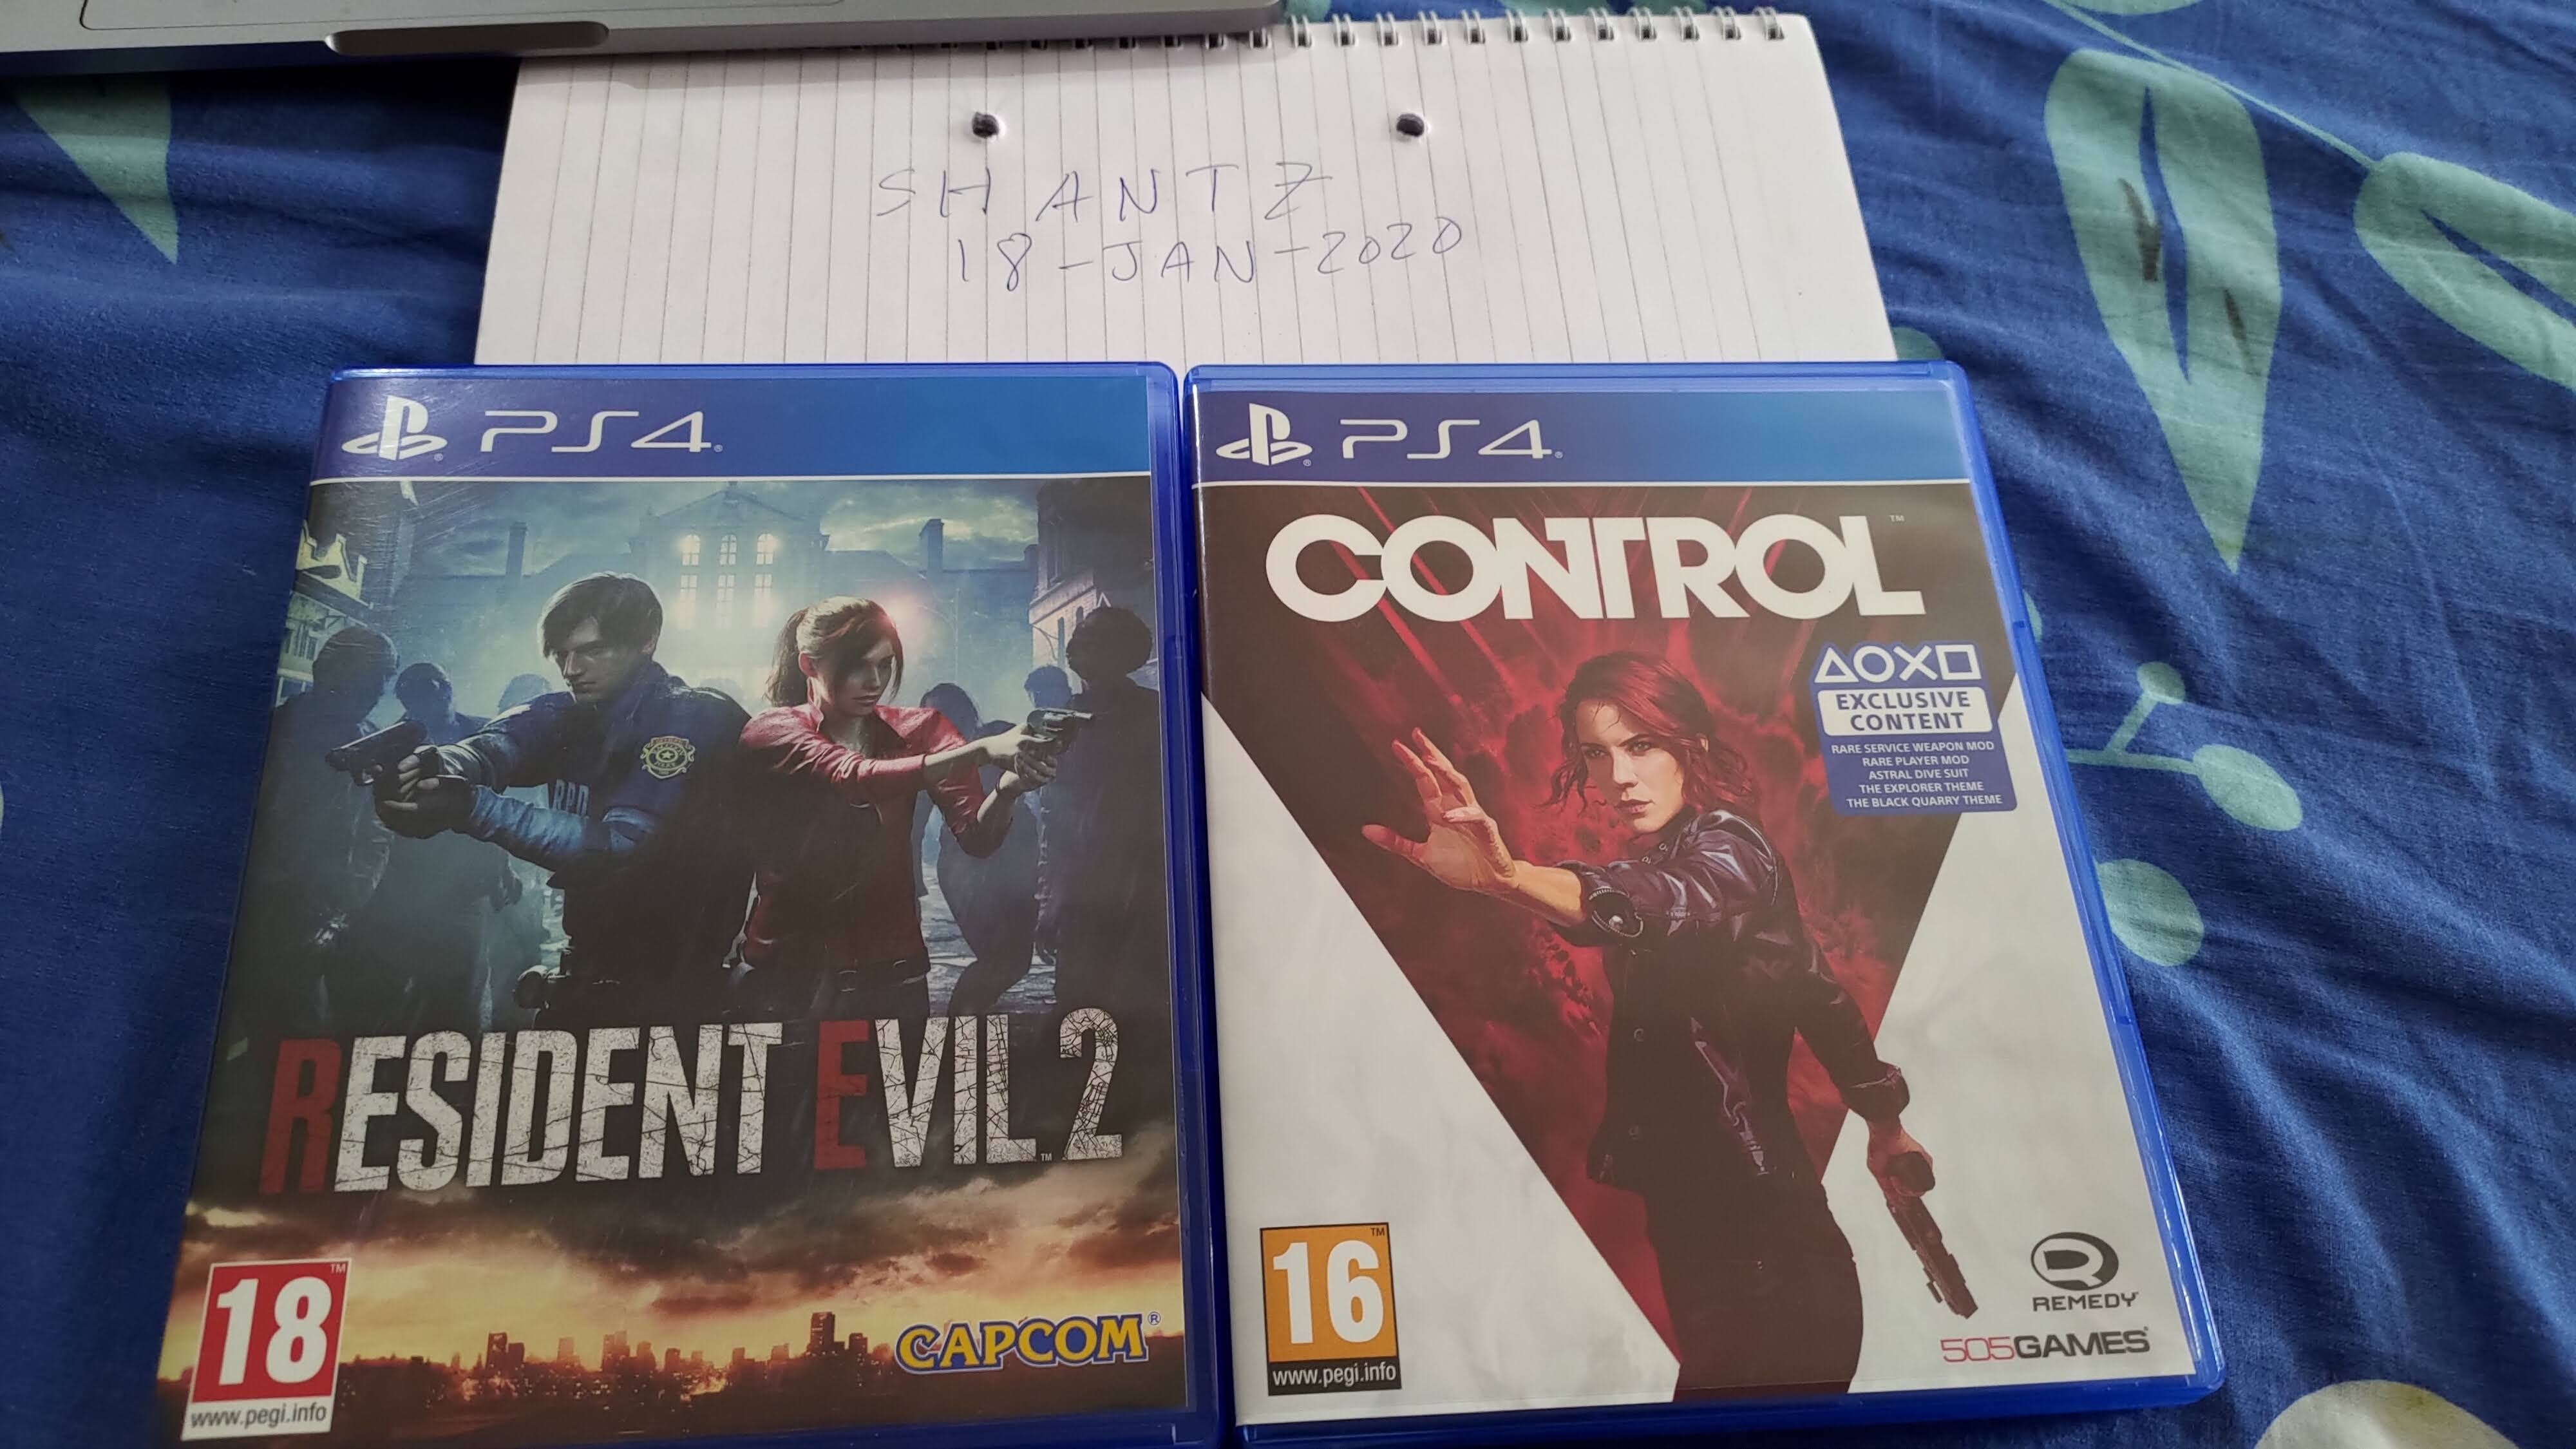 SHANTZ
18-JAN-2020
PS4
RPD
RESIDENT EVIL 2
18
www.pegi.info
CAPCOM
PS4
CONTROL
EXCLUSIVE
CONTENT
RARE SERVICE WEAPON MOD
RARE PLAYER MOD
ASTRAL DIVE SUIT
THE EXPLORER THEME
THE BLACK QUARRY THEME
16
www.pegi.info
REMEDY
505GAMES